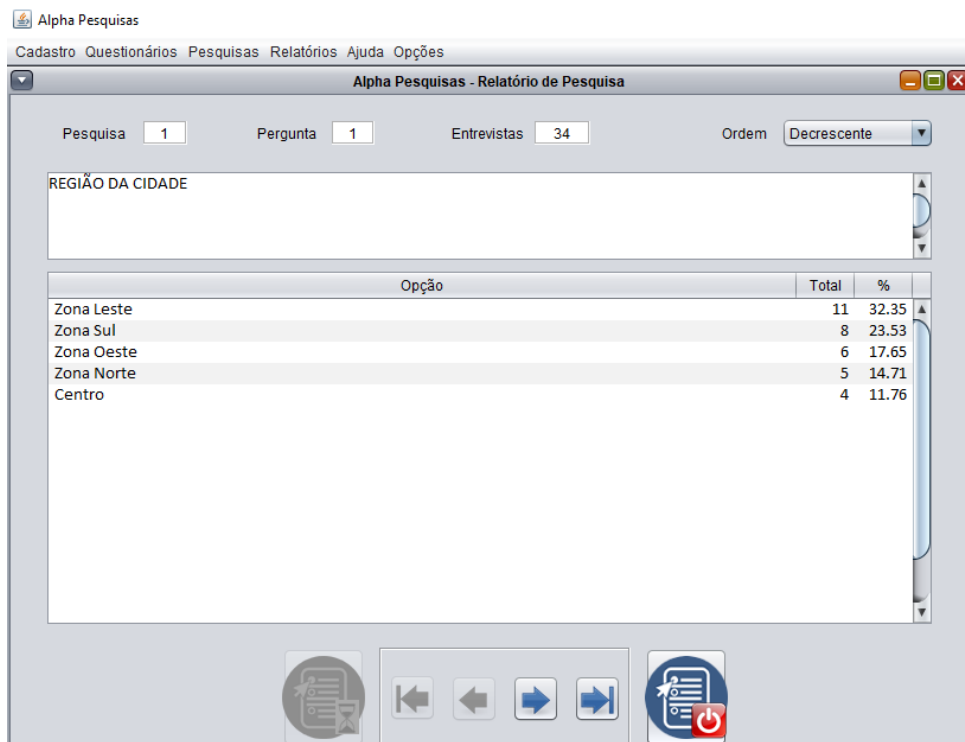 Alpha Pesquisas
Cadastro Questionários Pesquisas Relatórios Ajuda Opções
Alpha Pesquisas - Relatório de Pesquisa
Pesquisa 1 Pergunta 1 Entrevistas 34 Ordem Decrescente
REGIÃO DA CIDADE
Opção Total %
Zona Leste 11 32.35
Zona Sul 8 23.53
Zona Oeste 6 17.65
Zona Norte 5 14.71
Centro 4 11.76